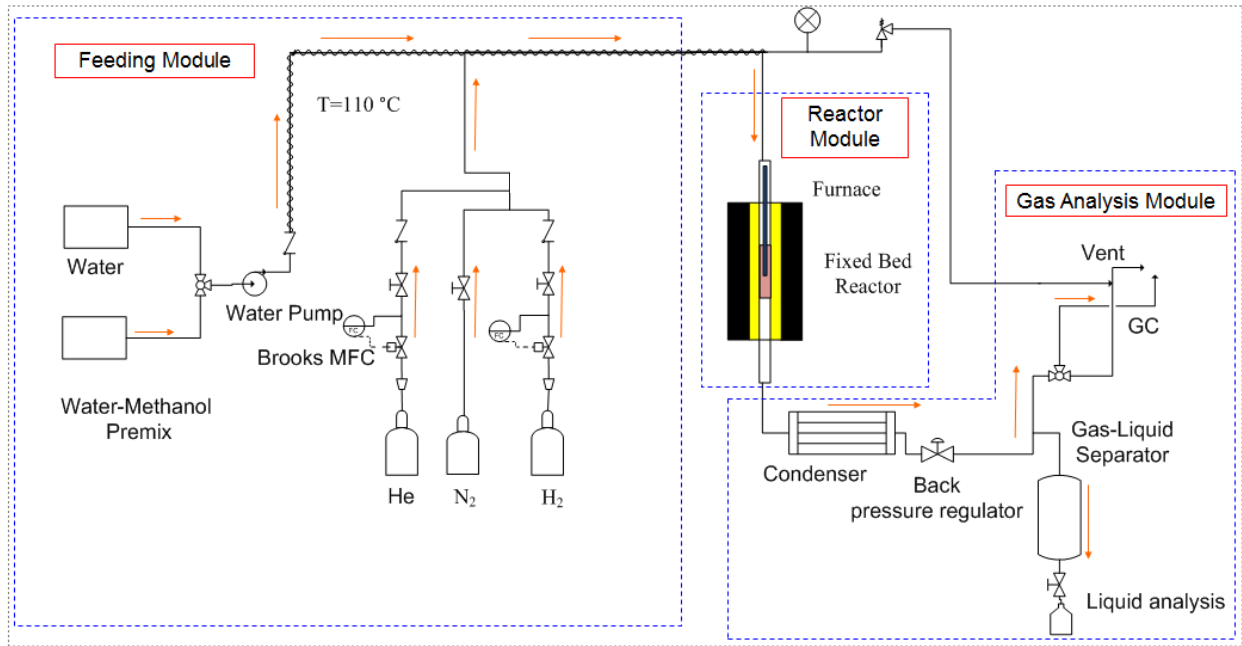 Feeding Module
T=110 °C
Reactor
Module
Furnace
Gas Analysis Module
Water
Fixed Bed
Reactor
Vent
Water Pump
FC
FC
GC
Brooks MFC
Water-Methanol
Premix
Gas-Liquid
Separator
Condenser
Back
pressure regulator
He
N₂
H₂
Liquid analysis